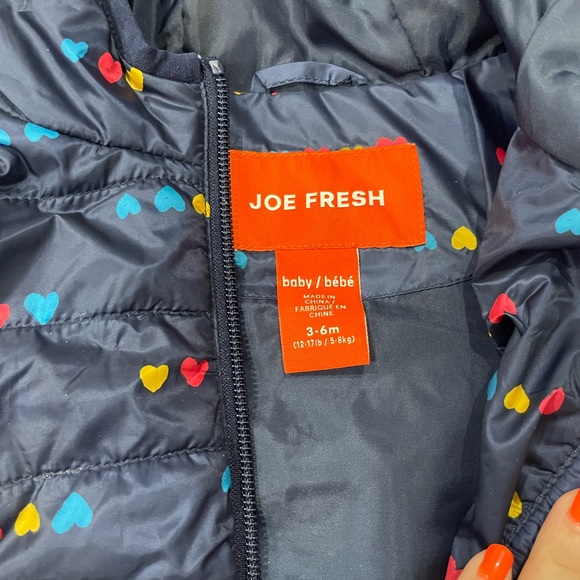 JOE FRESH
baby / bébé
MADE IN
CHINA /
FABRIQUÉ EN
CHINE
3-6m
(12-17lb / 5-8kg)